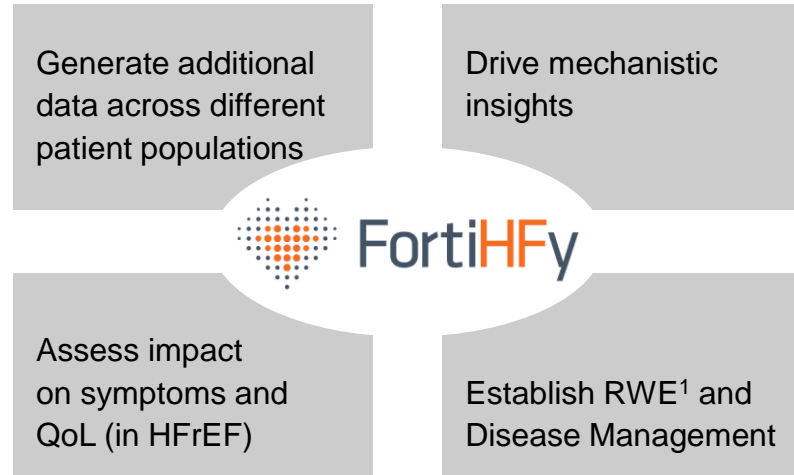 Generate additional
data across different
patient populations
Drive mechanistic
insights
FortiHFy
Assess impact
on symptoms and
QoL (in HFrEF)
Establish RWE¹ and
Disease Management